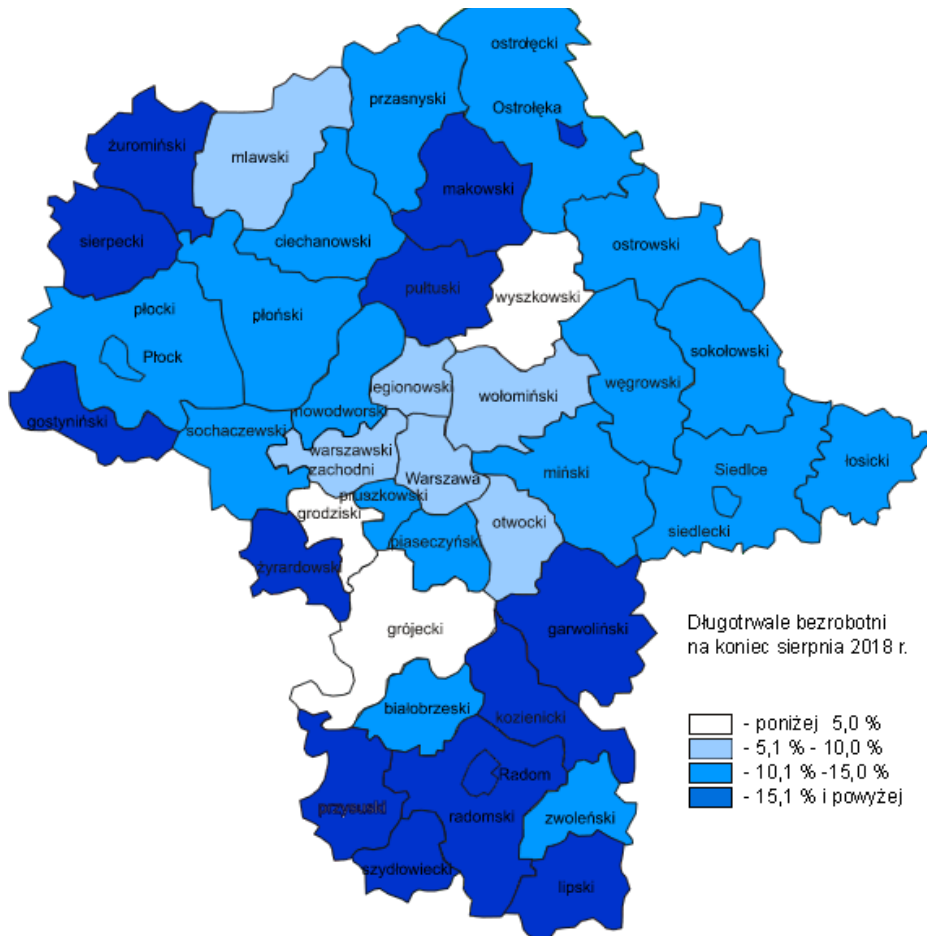 ostrołęcki
przasnyski
Ostrołęka
żuromiński
mlawski
makowski
sierpecki
ciechanowski
ostrowski
pułtuski
wyszkowski
płocki
płoński
Płock
sokołowski
węgrowski
legionowski
wołomiński
nowodworski
gostyniński
sochaczewski
warszawski
zachodni
Warszawa
miński
Siedlce
łosicki
pruszkowski
grodziski
otwocki
siedlecki
piaseczyński
żyrardowski
grójecki
garwoliński
Długotrwale bezrobotni
na koniec sierpnia 2018 r.
białobrzeski
kozienicki
- poniżej 5,0 %
- 5,1 % - 10,0 %
- 10,1 % -15,0 %
- 15,1 % i powyżej
Radom
przysuski
radomski
zwoleński
szydłowiecki
lipski